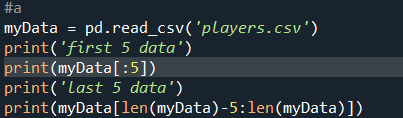 #a
myData = pd.read_csv('players.csv')
print('first 5 data')
print(myData[:5])
print('last 5 data')
print(myData[len(myData)-5:len(myData)])